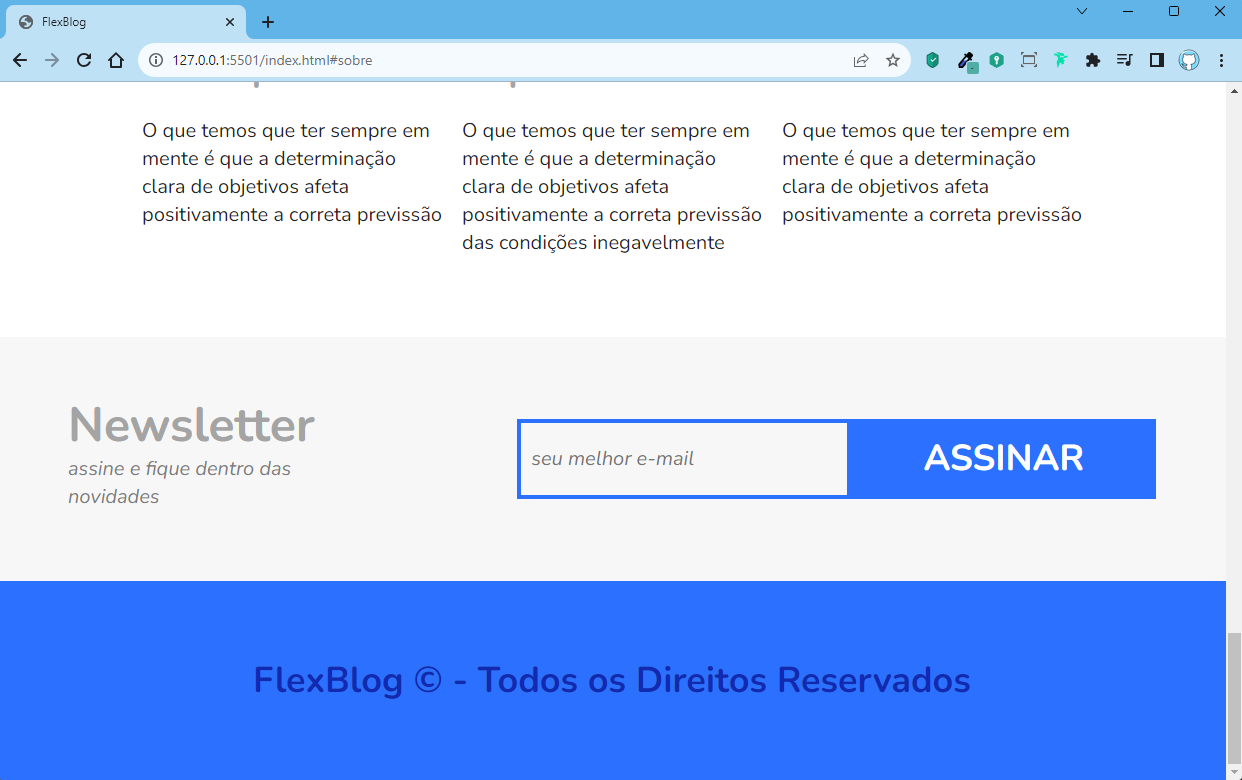 FlexBlog
127.0.0.1:5501/index.html#sobre
O que temos que ter sempre em
mente é que a determinação
clara de objetivos afeta
positivamente a correta previssão
O que temos que ter sempre em
mente é que a determinação
clara de objetivos afeta
positivamente a correta previssão
das condições inegavelmente
O que temos que ter sempre em
mente é que a determinação
clara de objetivos afeta
positivamente a correta previssão
Newsletter
assine e fique dentro das
novidades
seu melhor e-mail
ASSINAR
FlexBlog © - Todos os Direitos Reservados